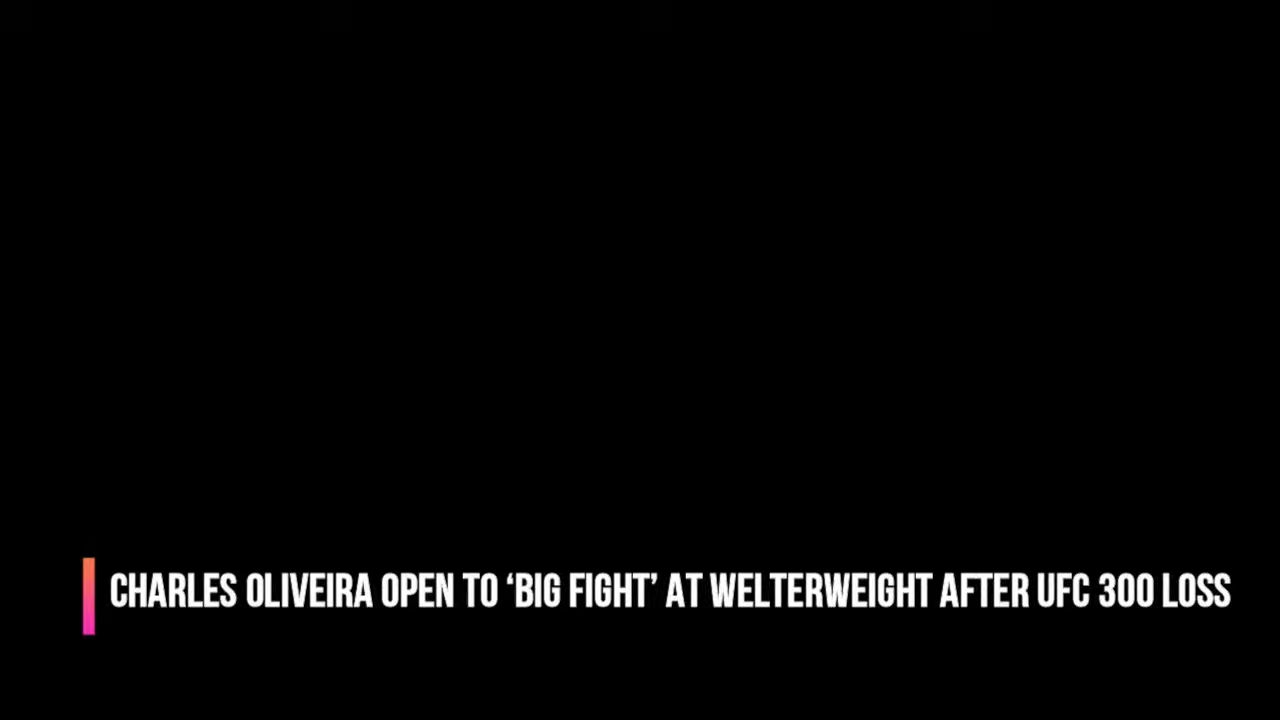 CHARLES OLIVEIRA OPEN TO ‘BIG FIGHT’ AT WELTERWEIGHT AFTER UFC 300 LOSS